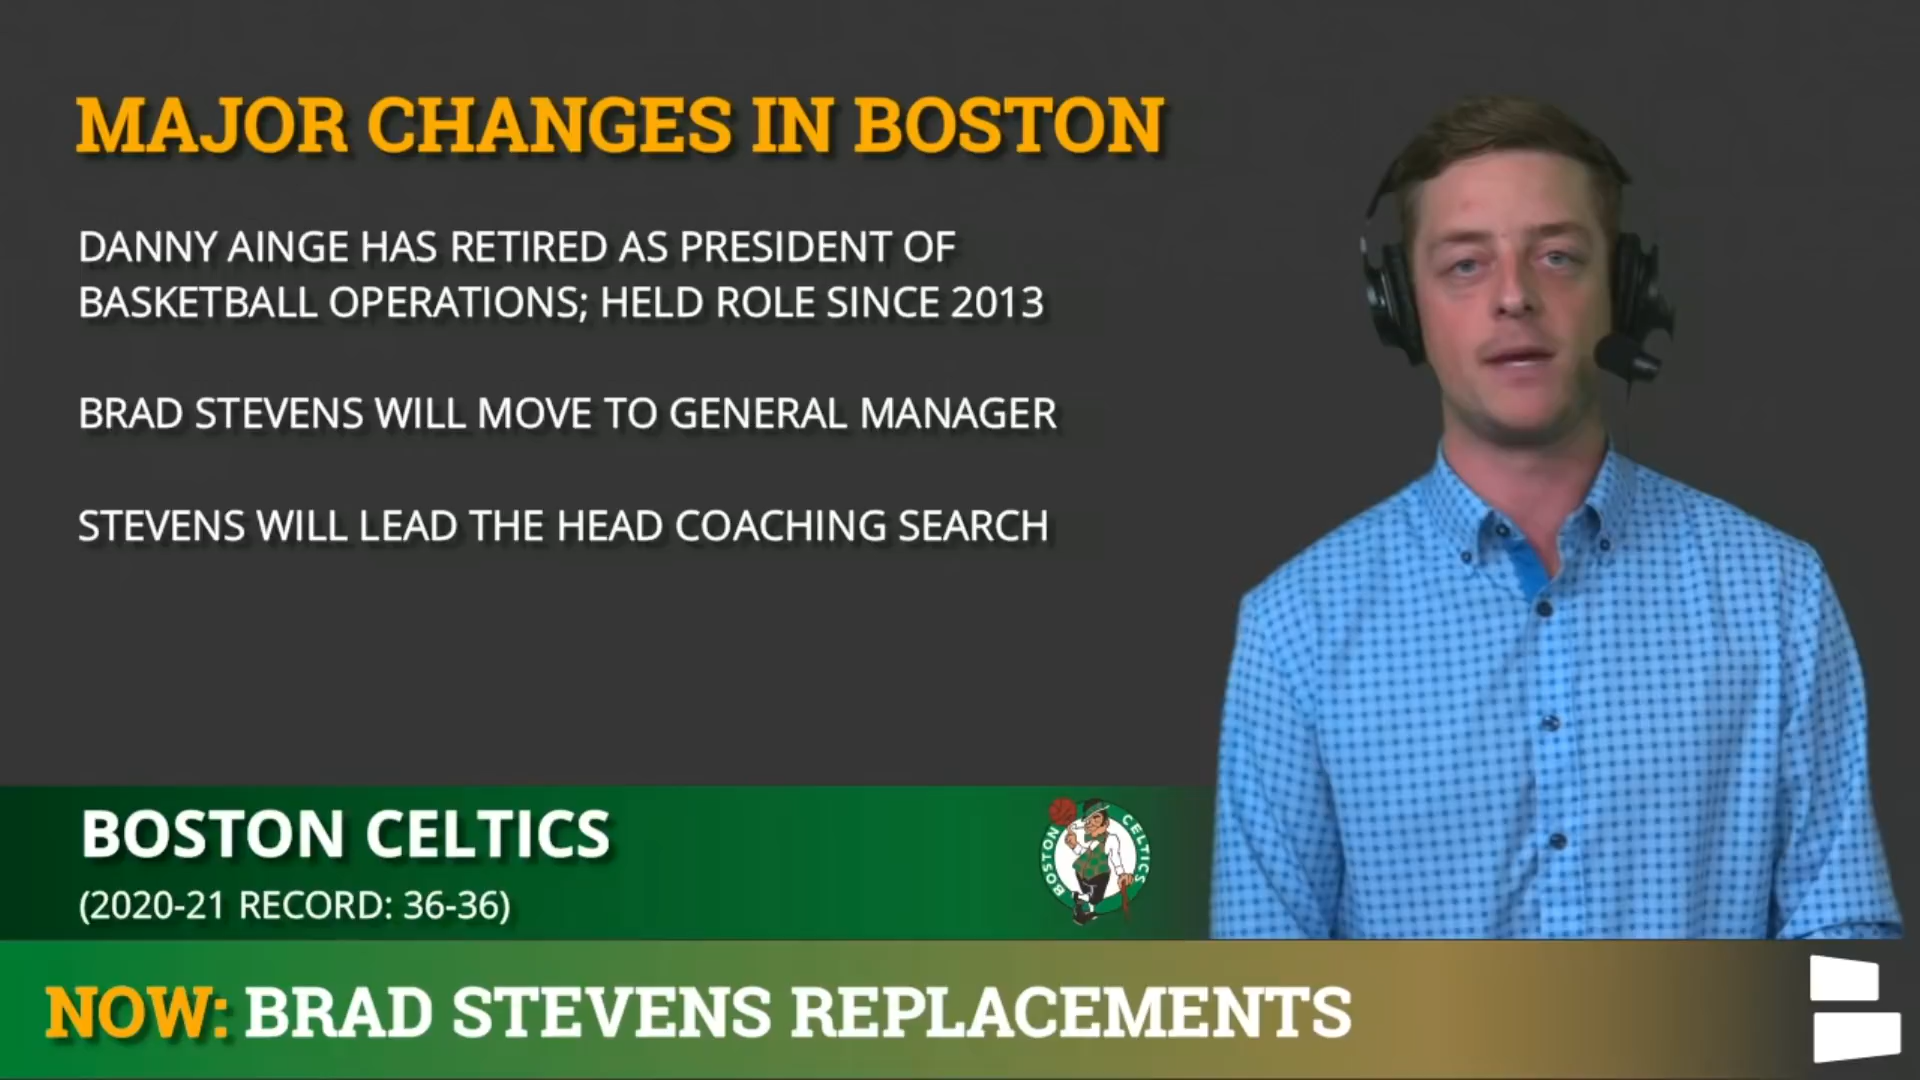 MAJOR CHANGES IN BOSTON
DANNY AINGE HAS RETIRED AS PRESIDENT OF
BASKETBALL OPERATIONS; HELD ROLE SINCE 2013
BRAD STEVENS WILL MOVE TO GENERAL MANAGER
STEVENS WILL LEAD THE HEAD COACHING SEARCH
BOSTON CELTICS
(2020-21 RECORD: 36-36)
BOSTON CELTICS
NOW: BRAD STEVENS REPLACEMENTS